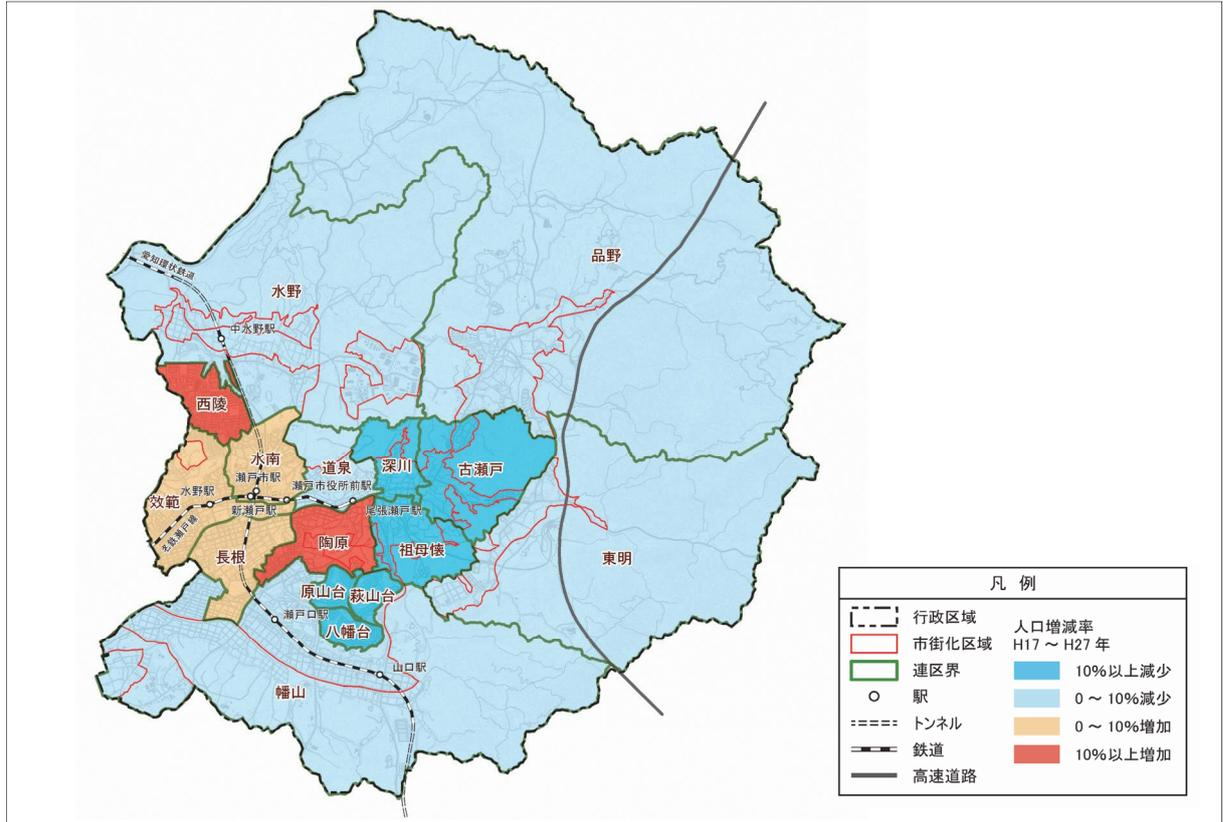 品野
愛知環状鉄道
水野
中水野駅
西陵
水南
道泉
深川
古瀬戸
瀬戸市駅
瀬戸市役所前駅
水野駅
効範
新瀬戸駅
尾張瀬戸駅
名鉄瀬戸線
陶原
祖母懐
長根
東明
原山台
萩山台
瀬戸口駅
八幡台
山口駅
幡山
凡 例
行政区域
市街化区域
連区界
駅
トンネル
鉄道
高速道路
人口増減率
H17～H27年
10%以上減少
0～10%減少
0～10%増加
10%以上増加